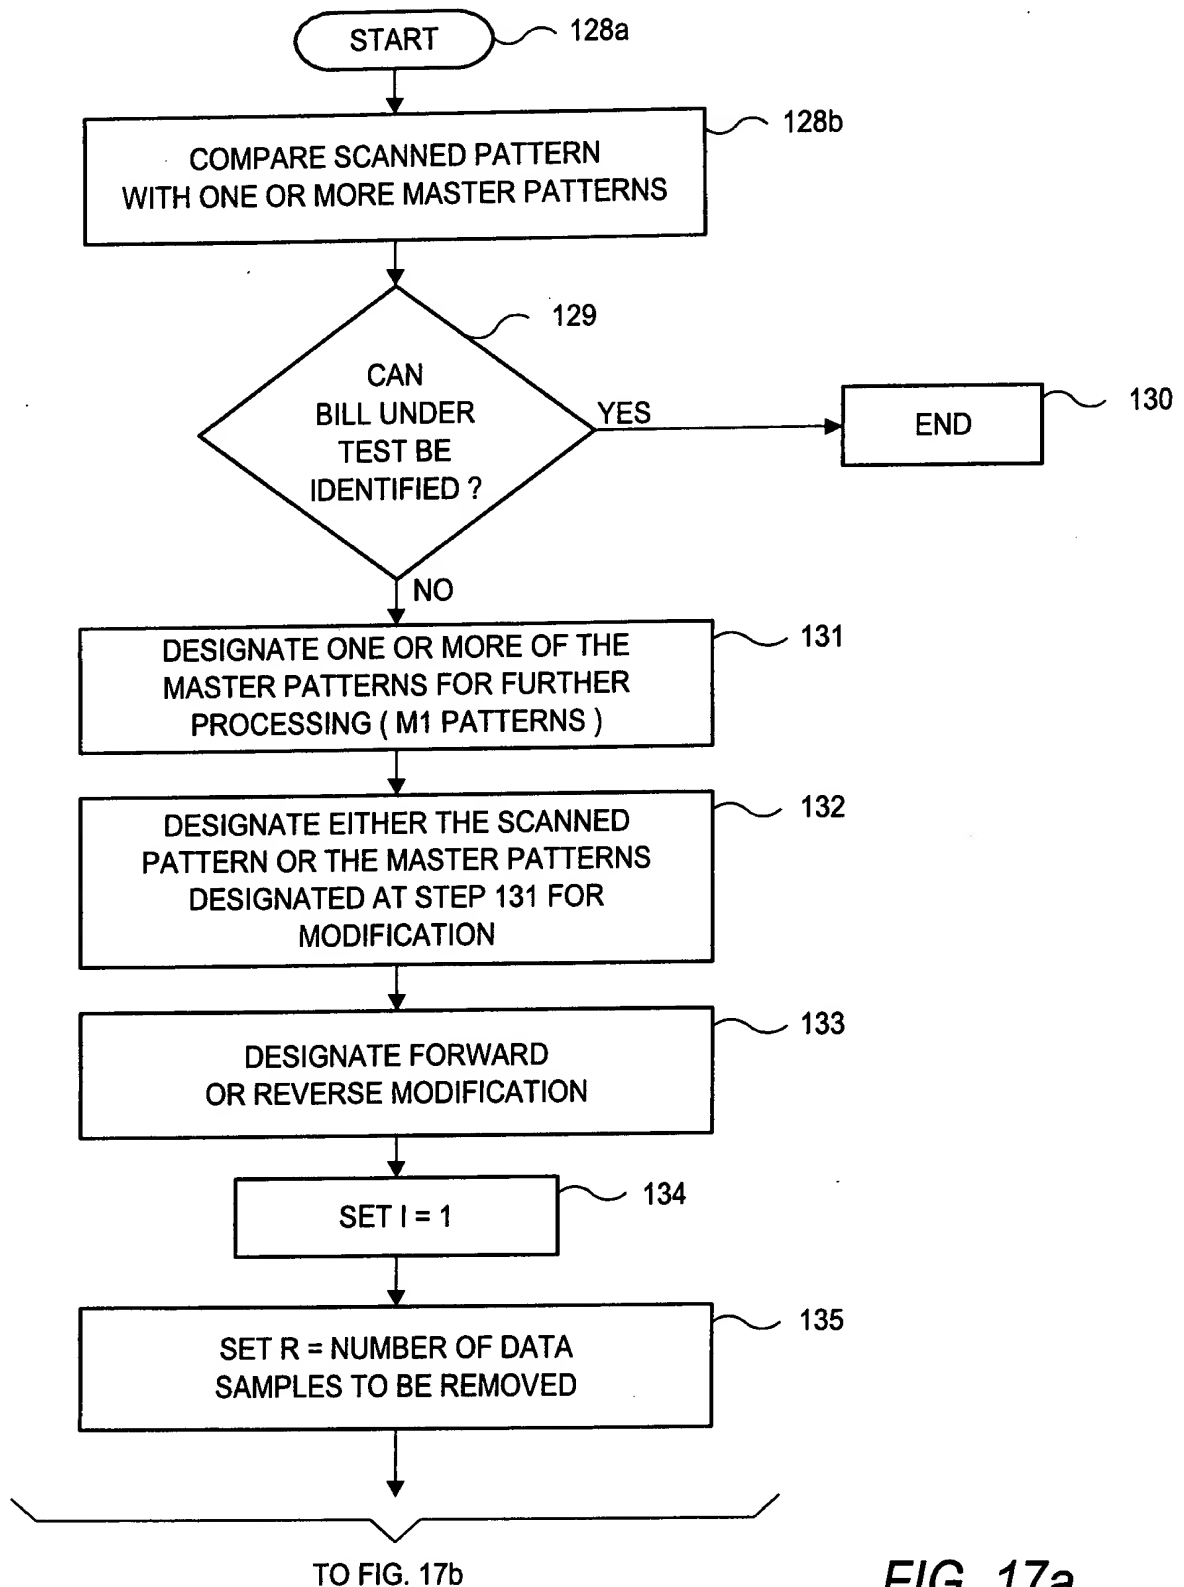 START
128a
COMPARE SCANNED PATTERN
WITH ONE OR MORE MASTER PATTERNS
128b
129
CAN
BILL UNDER
TEST BE
IDENTIFIED ?
YES
END
130
NO
DESIGNATE ONE OR MORE OF THE
MASTER PATTERNS FOR FURTHER
PROCESSING ( M1 PATTERNS )
131
DESIGNATE EITHER THE SCANNED
PATTERN OR THE MASTER PATTERNS
DESIGNATED AT STEP 131 FOR
MODIFICATION
132
DESIGNATE FORWARD
OR REVERSE MODIFICATION
133
SET I = 1
134
SET R = NUMBER OF DATA
SAMPLES TO BE REMOVED
135
TO FIG. 17b
FIG. 17a